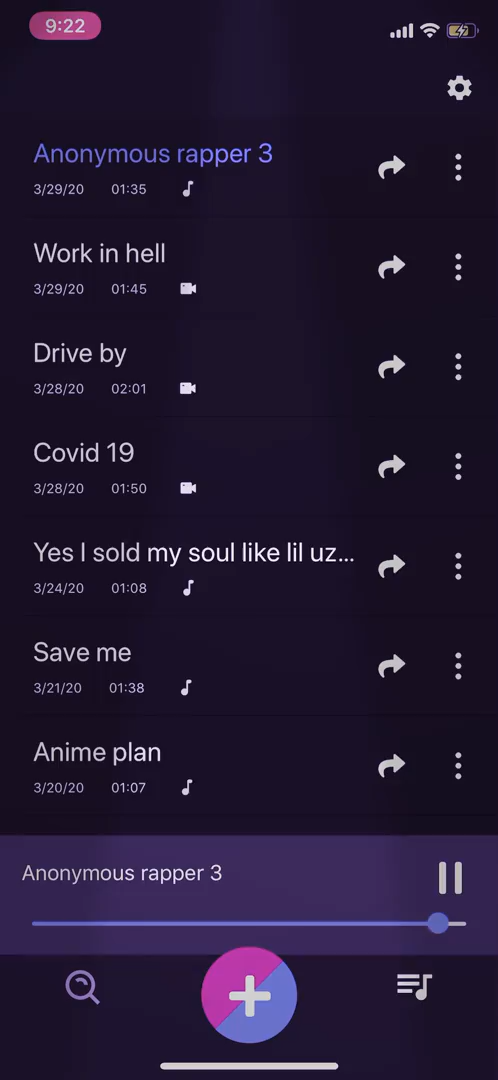 9:22
Anonymous rapper 3
3/29/20 01:35
Work in hell
3/29/20 01:45
Drive by
3/28/20 02:01
Covid 19
3/28/20 01:50
Yes I sold my soul like lil uz...
3/24/20 01:08
Save me
3/21/20 01:38
Anime plan
3/20/20 01:07
Anonymous rapper 3